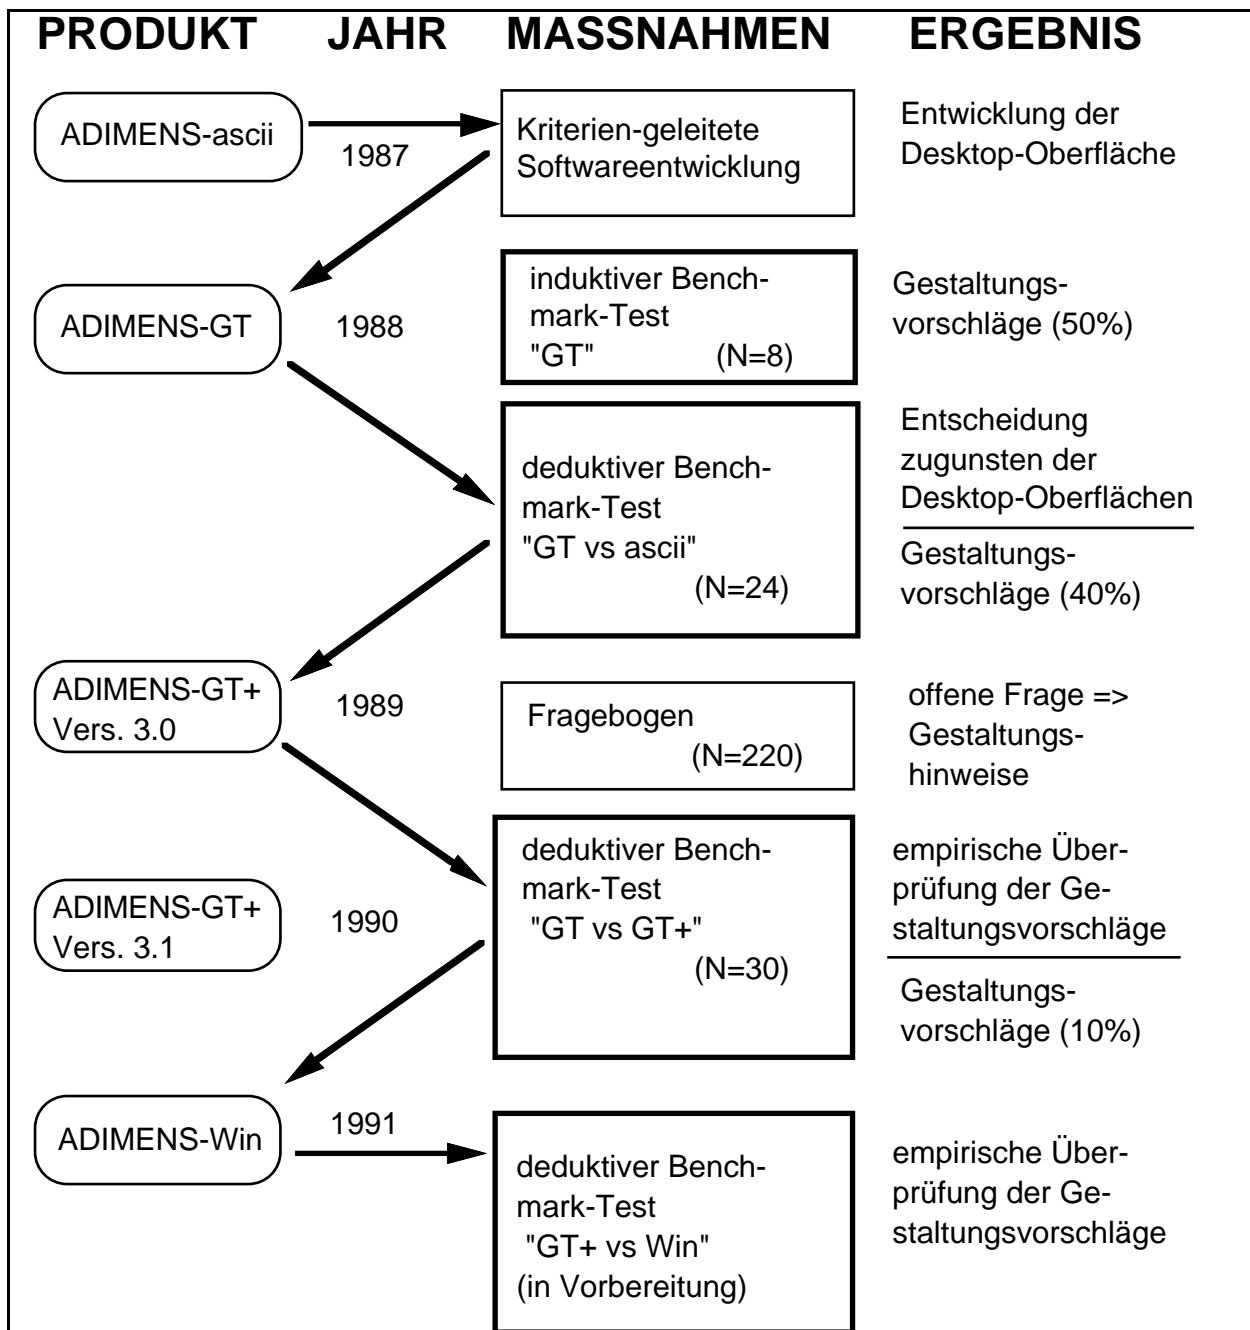 PRODUKT JAHR MASSNAHMEN ERGEBNIS
ADIMENS-ascii
1987
Kriterien-geleitete
Softwareentwicklung
Entwicklung der
Desktop-Oberfläche
ADIMENS-GT
1988
induktiver Bench-
mark-Test
"GT" (N=8)
Gestaltungs-
vorschläge (50%)
deduktiver Bench-
mark-Test
"GT vs ascii"
(N=24)
Entscheidung
zugunsten der
Desktop-Oberflächen
Gestaltungs-
vorschläge (40%)
ADIMENS-GT+
Vers. 3.0
1989
Fragebogen
(N=220)
offene Frage =>
Gestaltungs-
hinweise
ADIMENS-GT+
Vers. 3.1
1990
deduktiver Bench-
mark-Test
"GT vs GT+"
(N=30)
empirische Über-
prüfung der Ge-
staltungsvorschläge
Gestaltungs-
vorschläge (10%)
ADIMENS-Win
1991
deduktiver Bench-
mark-Test
"GT+ vs Win"
(in Vorbereitung)
empirische Über-
prüfung der Ge-
staltungsvorschläge